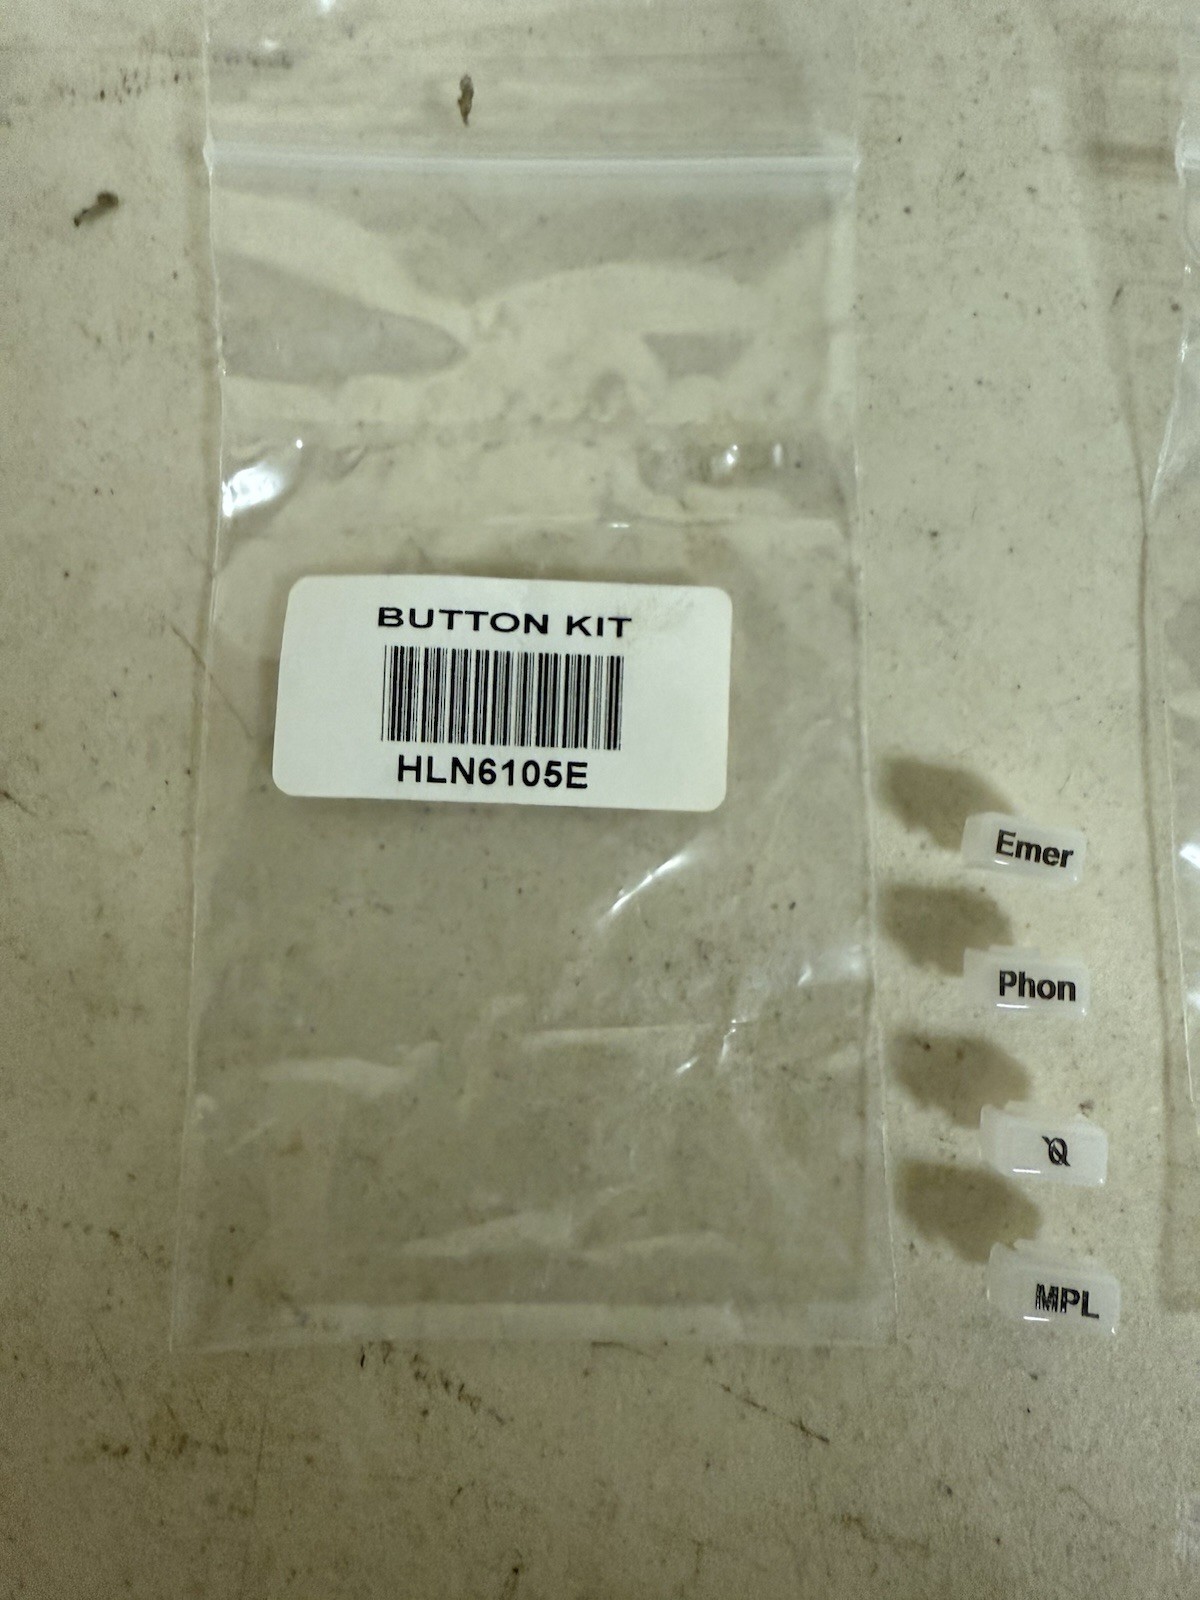 BUTTON KIT
HLN6105E
Emer
Phon
MPL